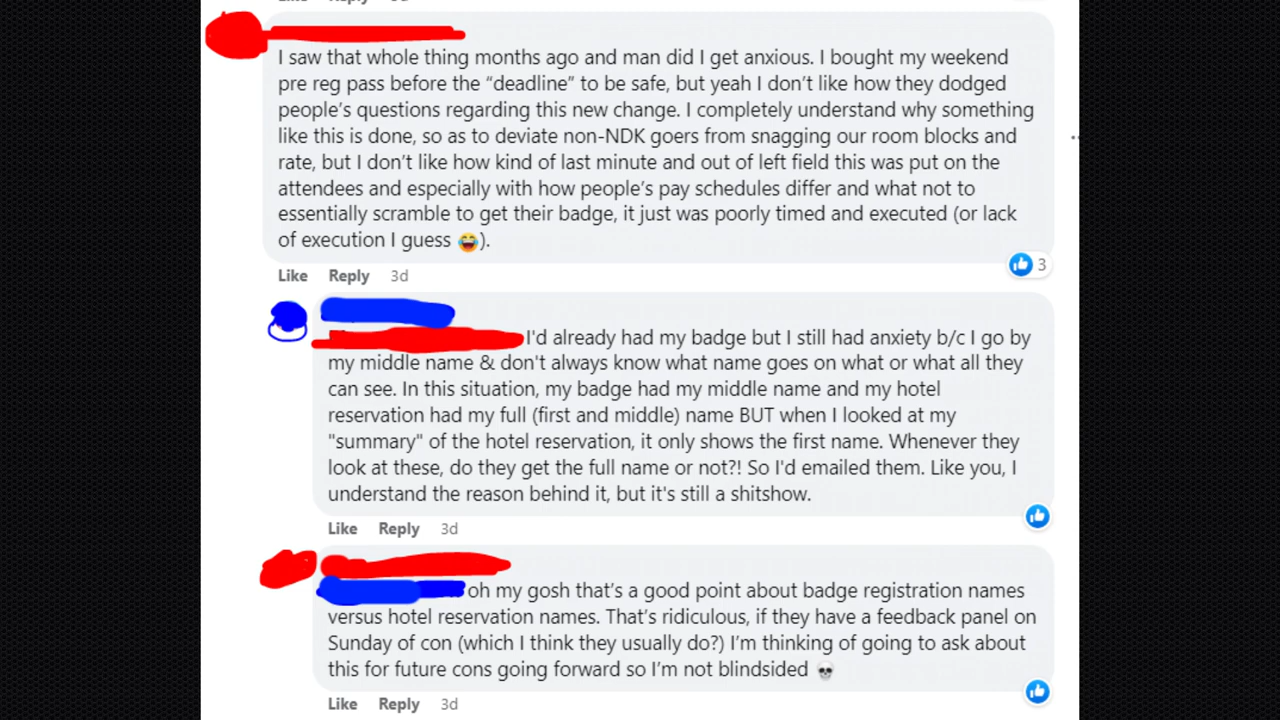 I saw that whole thing months ago and man did I get anxious. I bought my weekend
pre reg pass before the “deadline” to be safe, but yeah I don’t like how they dodged
people’s questions regarding this new change. I completely understand why something
like this is done, so as to deviate non-NDK goers from snagging our room blocks and
rate, but I don’t like how kind of last minute and out of left field this was put on the
attendees and especially with how people’s pay schedules differ and what not to
essentially scramble to get their badge, it just was poorly timed and executed (or lack
of execution I guess 😂).
3
Like Reply 3d
I'd already had my badge but I still had anxiety b/c I go by
my middle name & don't always know what name goes on what or what all they
can see. In this situation, my badge had my middle name and my hotel
reservation had my full (first and middle) name BUT when I looked at my
"summary" of the hotel reservation, it only shows the first name. Whenever they
look at these, do they get the full name or not?! So I'd emailed them. Like you, I
understand the reason behind it, but it's still a shitshow.
Like Reply 3d
oh my gosh that’s a good point about badge registration names
versus hotel reservation names. That’s ridiculous, if they have a feedback panel on
Sunday of con (which I think they usually do?) I’m thinking of going to ask about
this for future cons going forward so I’m not blindsided 💀
Like Reply 3d